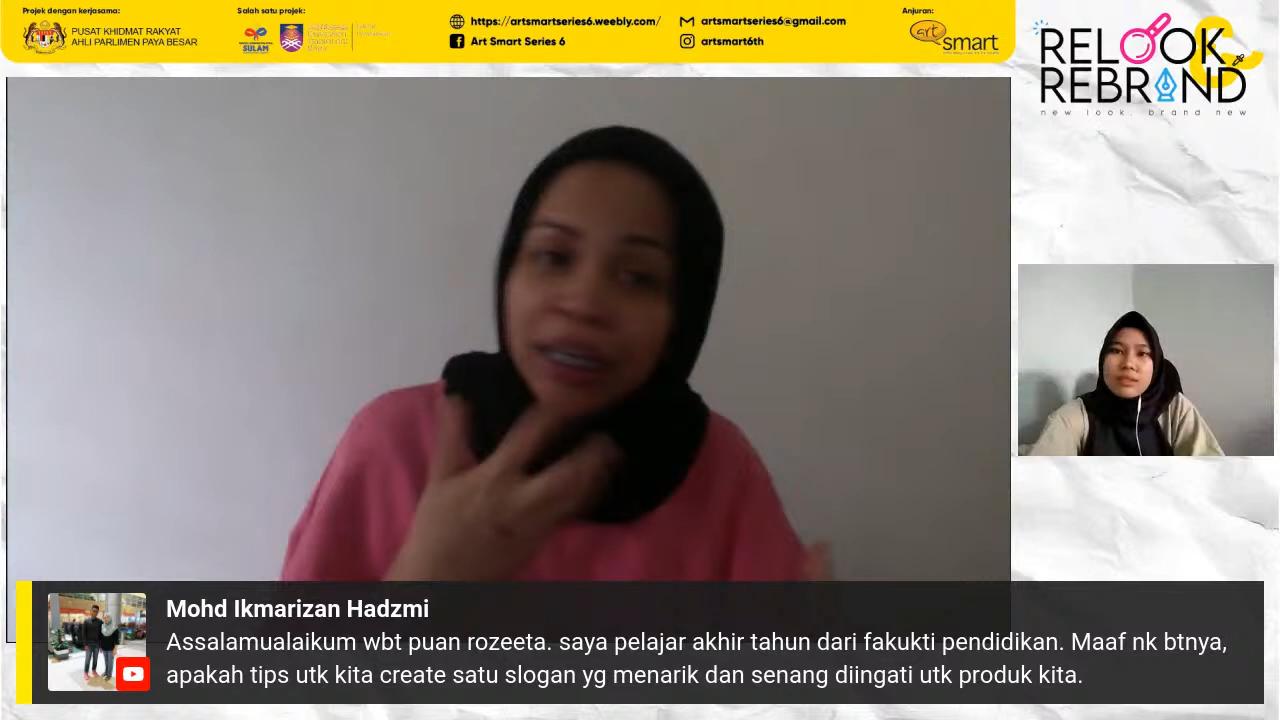 Projek dengan kerjasama:
PUSAT KHIDMAT RAKYAT
AHLI PARLIMEN PAYA BESAR
Salah satu projek:
SULAM
https://artsmartseries6.weebly.com/
Art Smart Series 6
artsmartseries6@gmail.com
artsmart6th
Anjuran:
art
smart
RELOOK
REBRAND
new look, brand new
Mohd Ikmarizan Hadzmi
Assalamualaikum wbt puan rozeeta. saya pelajar akhir tahun dari fakukti pendidikan. Maaf nk btnya,
apakah tips utk kita create satu slogan yg menarik dan senang diingati utk produk kita.